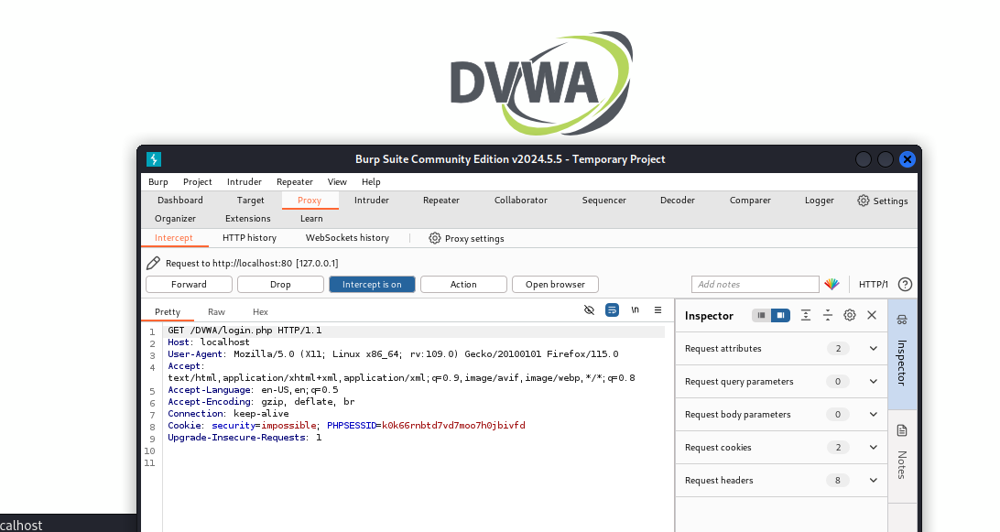 DVWA
Burp Suite Community Edition v2024.5.5 - Temporary Project
Burp Project Intruder Repeater View Help
Dashboard Target Proxy Intruder Repeater Collaborator Sequencer Decoder Comparer Logger Settings
Organizer Extensions Learn
Intercept HTTP history WebSockets history Proxy settings
Request to http://localhost:80 [127.0.0.1]
Forward Drop Intercept is on Action Open browser Add notes HTTP/1 ?
Pretty Raw Hex \n
Inspector
1 GET /DVWA/login.php HTTP/1.1
2 Host: localhost
3 User-Agent: Mozilla/5.0 (X11; Linux x86_64; rv:109.0) Gecko/20100101 Firefox/115.0
4 Accept:
text/html,application/xhtml+xml,application/xml;q=0.9,image/avif,image/webp,*/*;q=0.8
5 Accept-Language: en-US,en;q=0.5
6 Accept-Encoding: gzip, deflate, br
7 Connection: keep-alive
8 Cookie: security=impossible; PHPSESSID=k0k66rnbtd7vd7moo7h0jbivfd
9 Upgrade-Insecure-Requests: 1
10
11
Request attributes 2
Request query parameters 0
Request body parameters 0
Request cookies 2
Request headers 8
Inspector
Notes
calhost